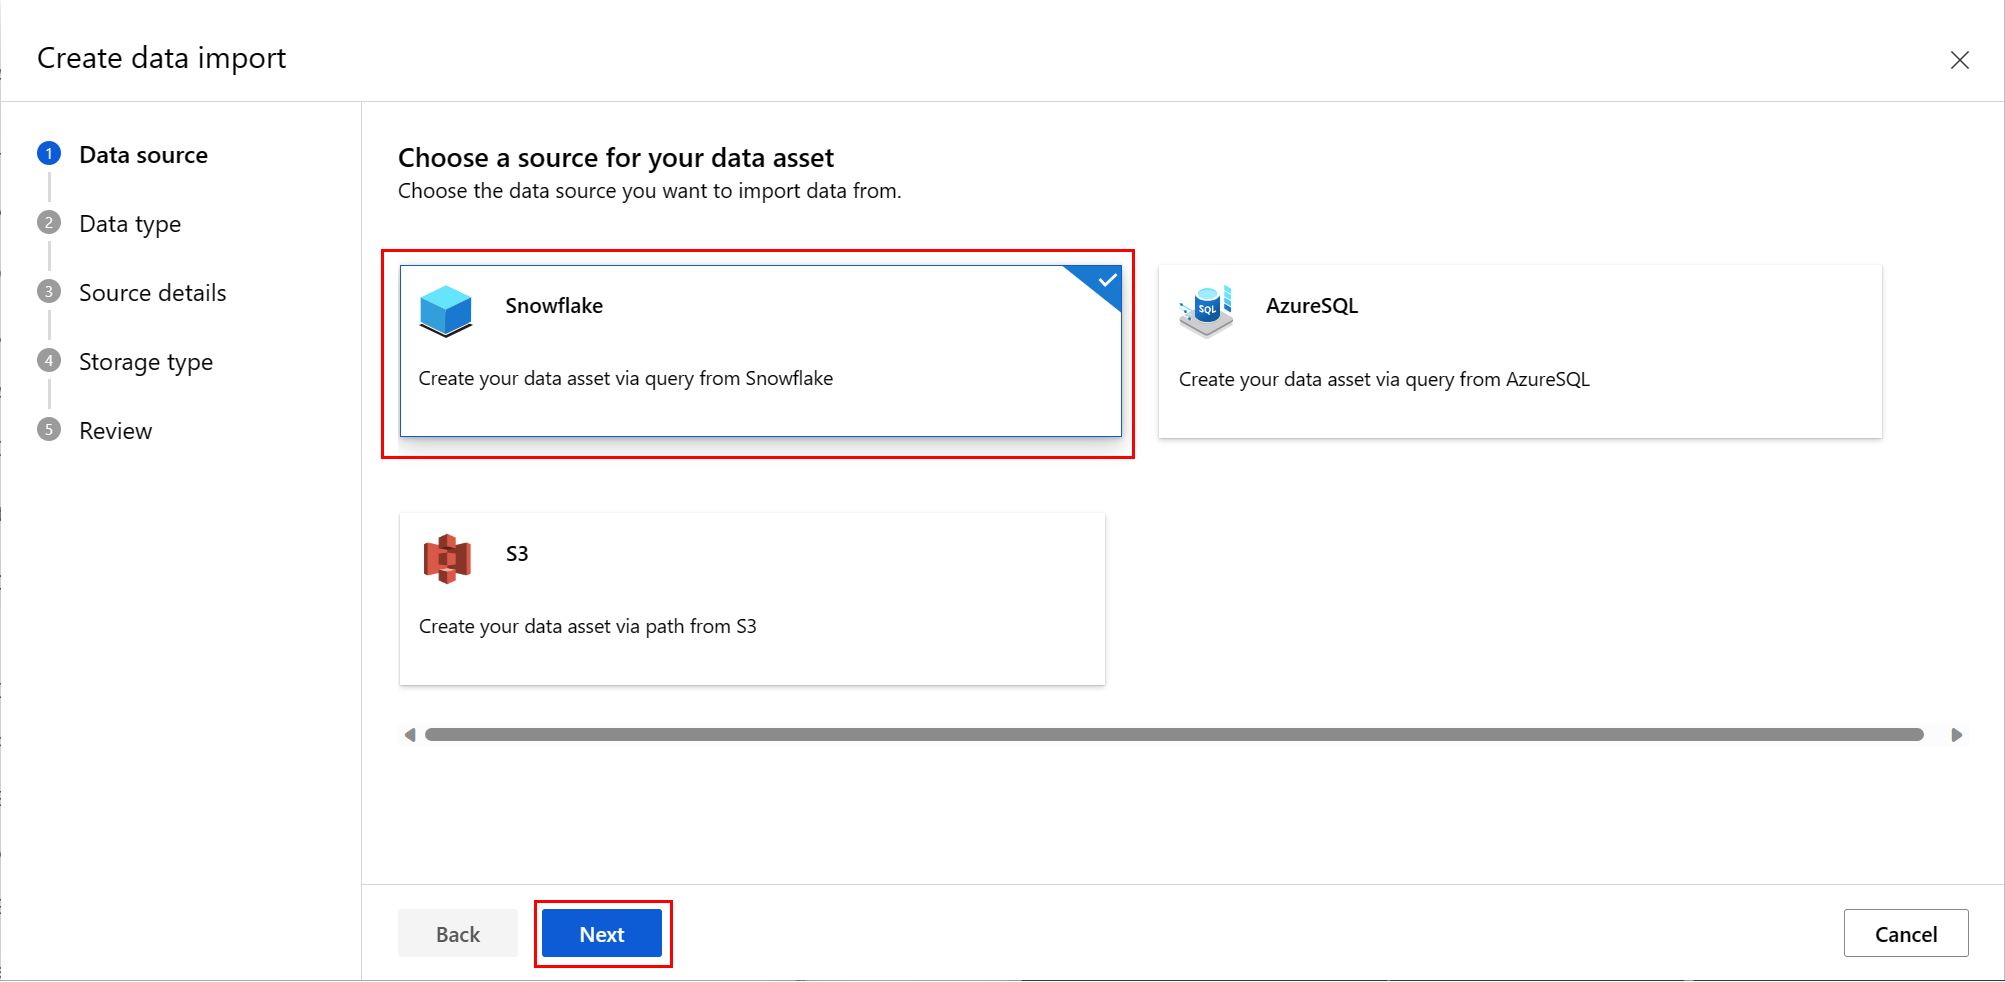 Create data import
1 Data source
2 Data type
3 Source details
4 Storage type
5 Review
Choose a source for your data asset
Choose the data source you want to import data from.
Snowflake
Create your data asset via query from Snowflake
SQL
AzureSQL
Create your data asset via query from AzureSQL
S3
Create your data asset via path from S3
Back
Next
Cancel